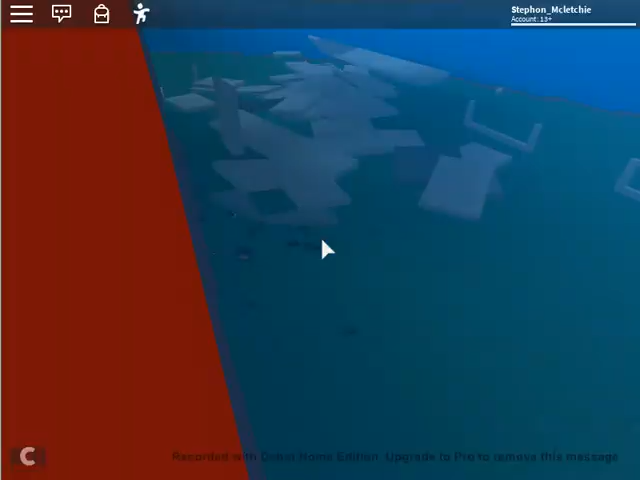 Stephon_Mcletchie
Account: 13+
Recorded with Debut Home Edition. Upgrade to Pro to remove this message